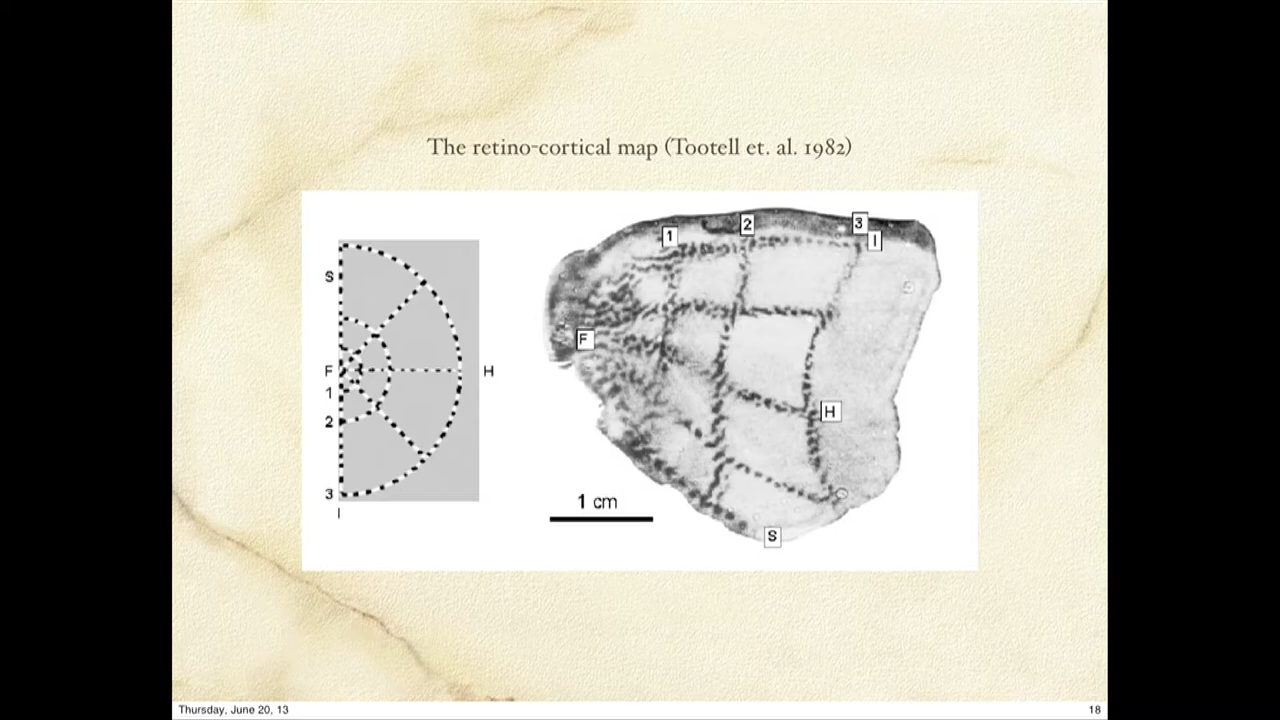 The retino-cortical map (Tootell et. al. 1982)
S
F
1
2
3
I
H
1
2
3
I
F
H
1 cm
S
Thursday, June 20, 13
18